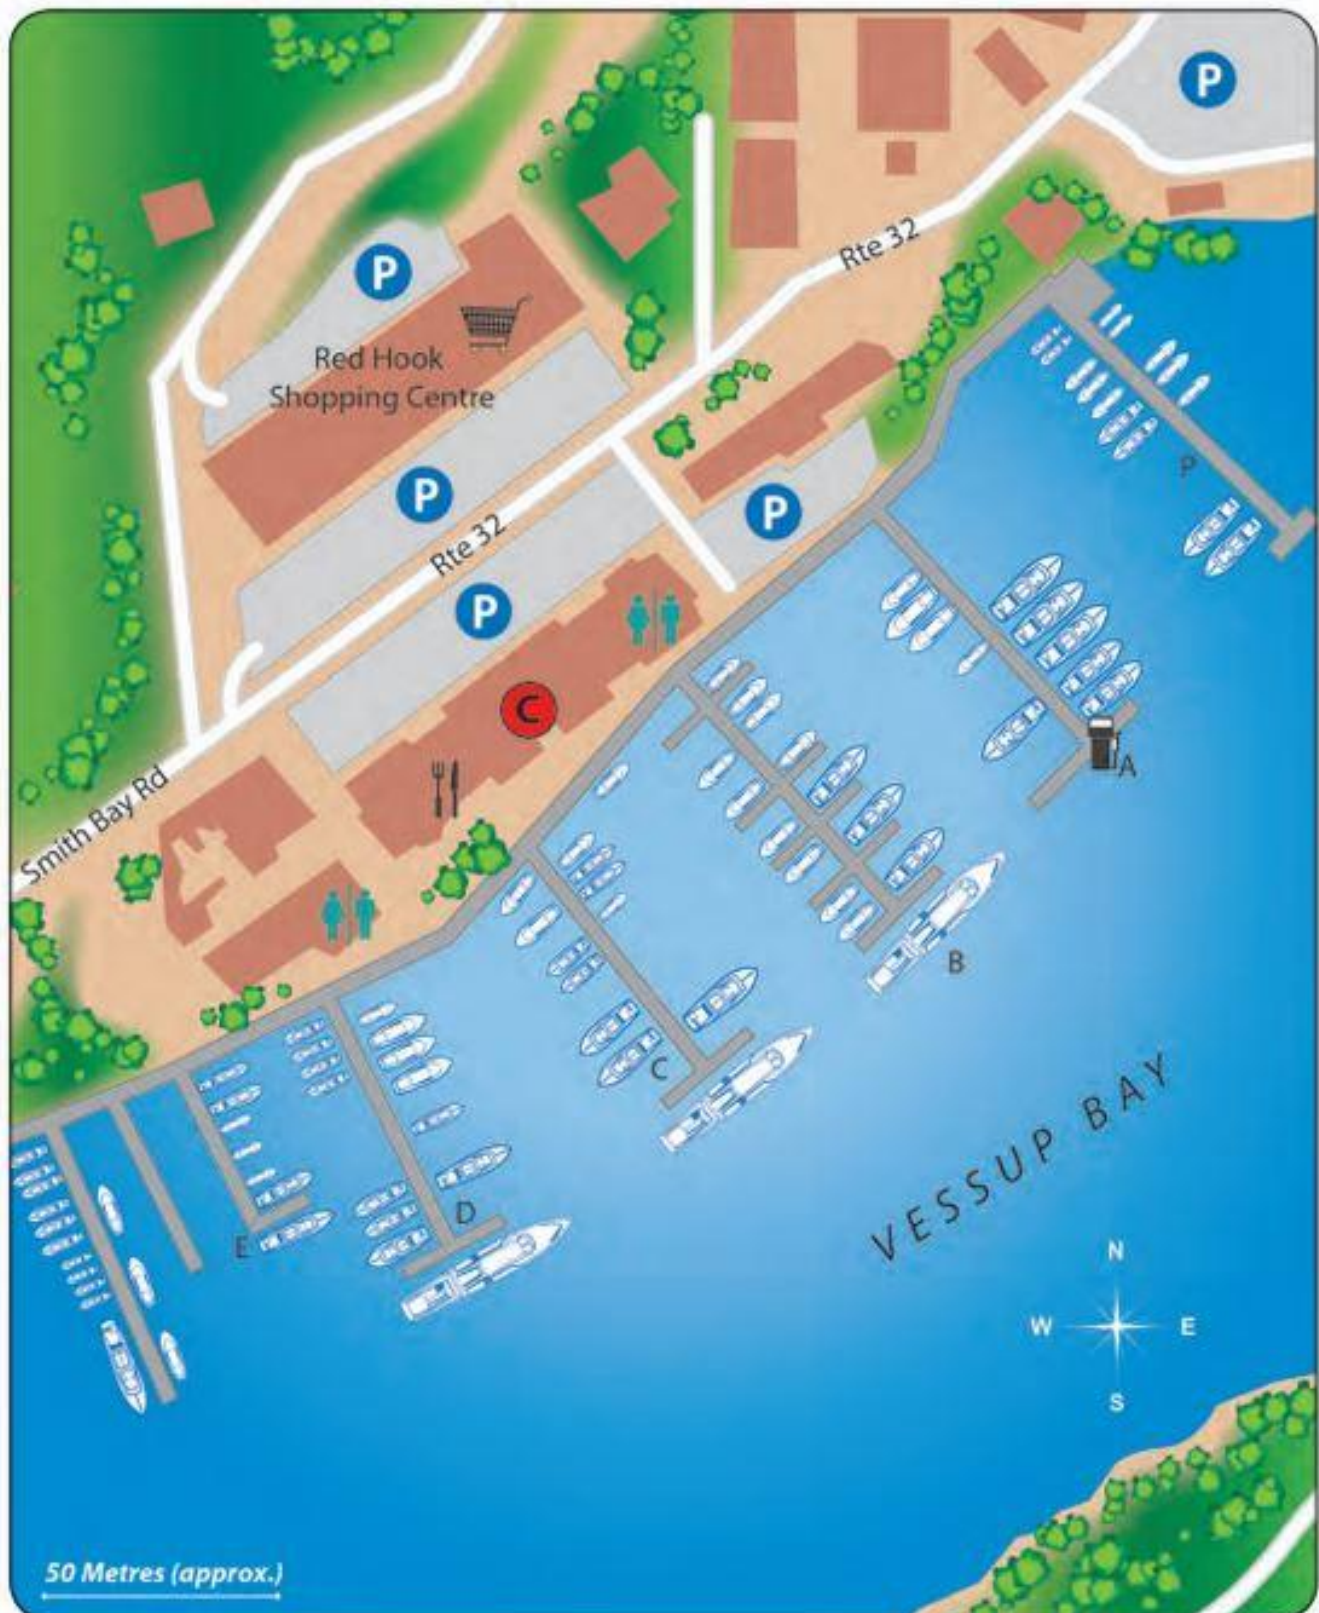 P
P
Rte 32
Red Hook
Shopping Centre
P
P
P
Rte 32
P
C
Smith Bay Rd
A
B
C
D
E
VESSUP BAY
N
W E
S
50 Metres (approx.)